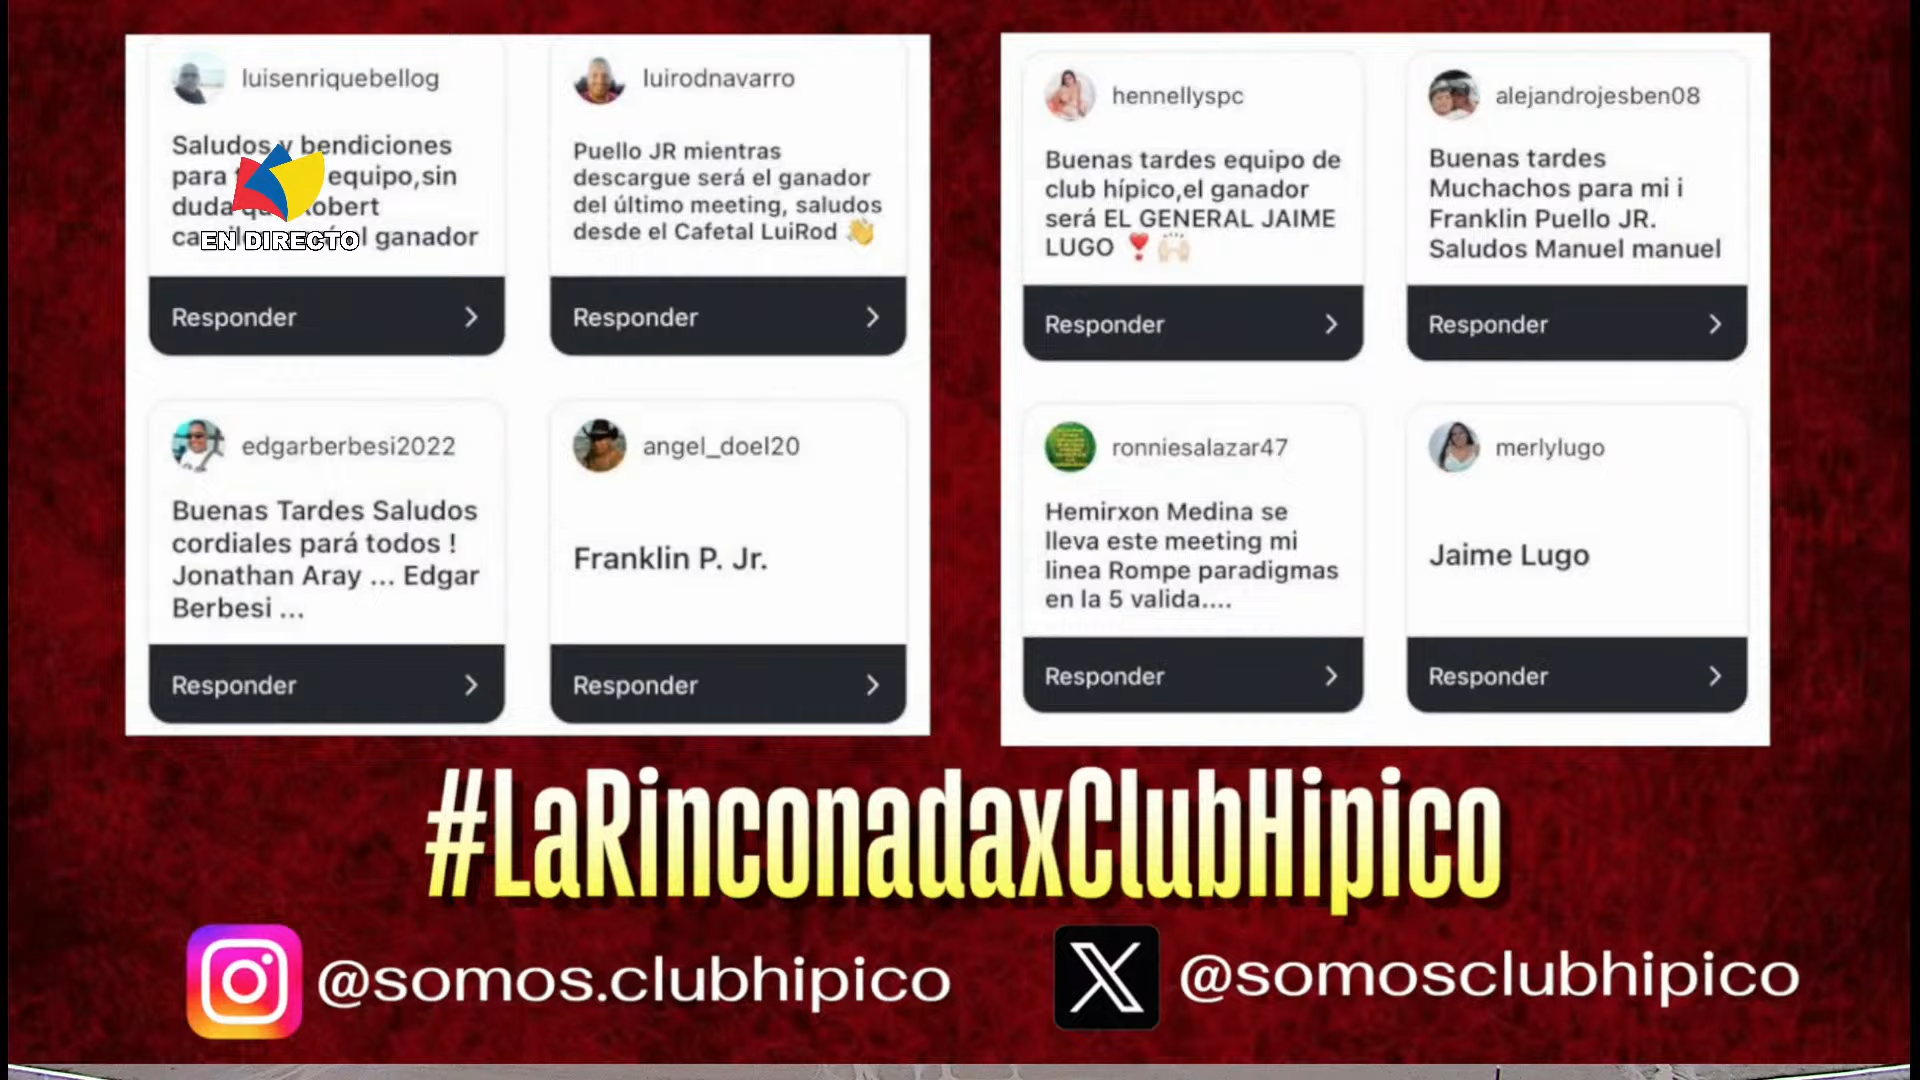 luisenriquebellog
Saludos y bendiciones
para equipo,sin
duda
el ganador
EN DIRECTO
Responder
luirodnavarro
Puello JR mientras
descargue será el ganador
del último meeting, saludos
desde el Cafetal LuiRod 👏
Responder
edgarberbesi2022
Buenas Tardes Saludos
cordiales pará todos !
Jonathan Aray ... Edgar
Berbesi ...
Responder
angel_doel20
Franklin P. Jr.
Responder
hennellyspc
Buenas tardes equipo de
club hípico,el ganador
será EL GENERAL JAIME
LUGO ❣️🙌🏻
Responder
alejandrojesben08
Buenas tardes
Muchachos para mi i
Franklin Puello JR.
Saludos Manuel manuel
Responder
ronniesalazar47
Hemirxon Medina se
lleva este meeting mi
linea Rompe paradigmas
en la 5 valida....
Responder
merlylugo
Jaime Lugo
Responder
#LaRinconadaxClubHipico
@somos.clubhipico
@somosclubhipico